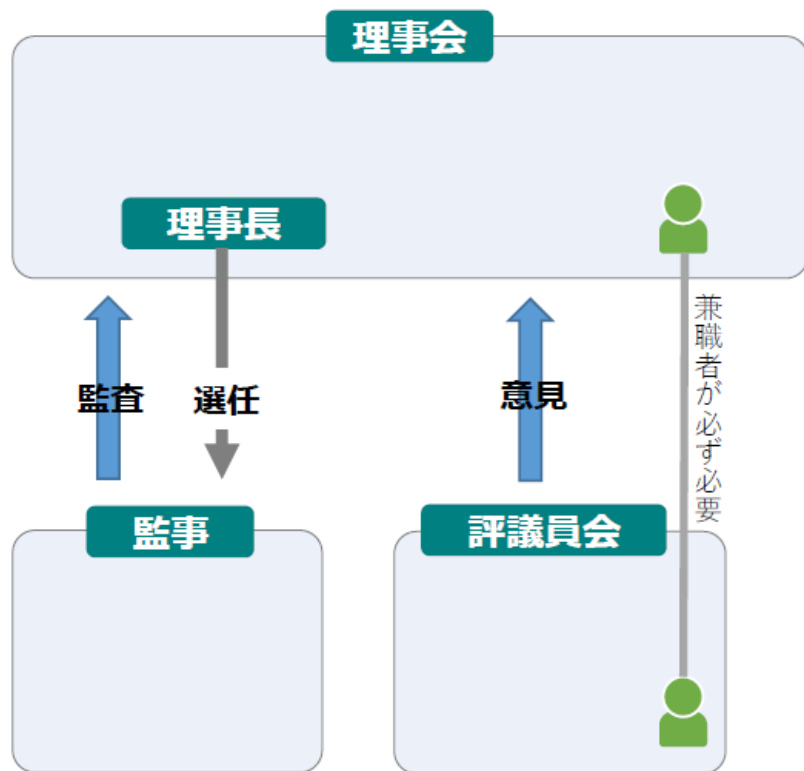 理事会
理事長
監査
選任
意見
兼職者が必ず必要
監事
評議員会